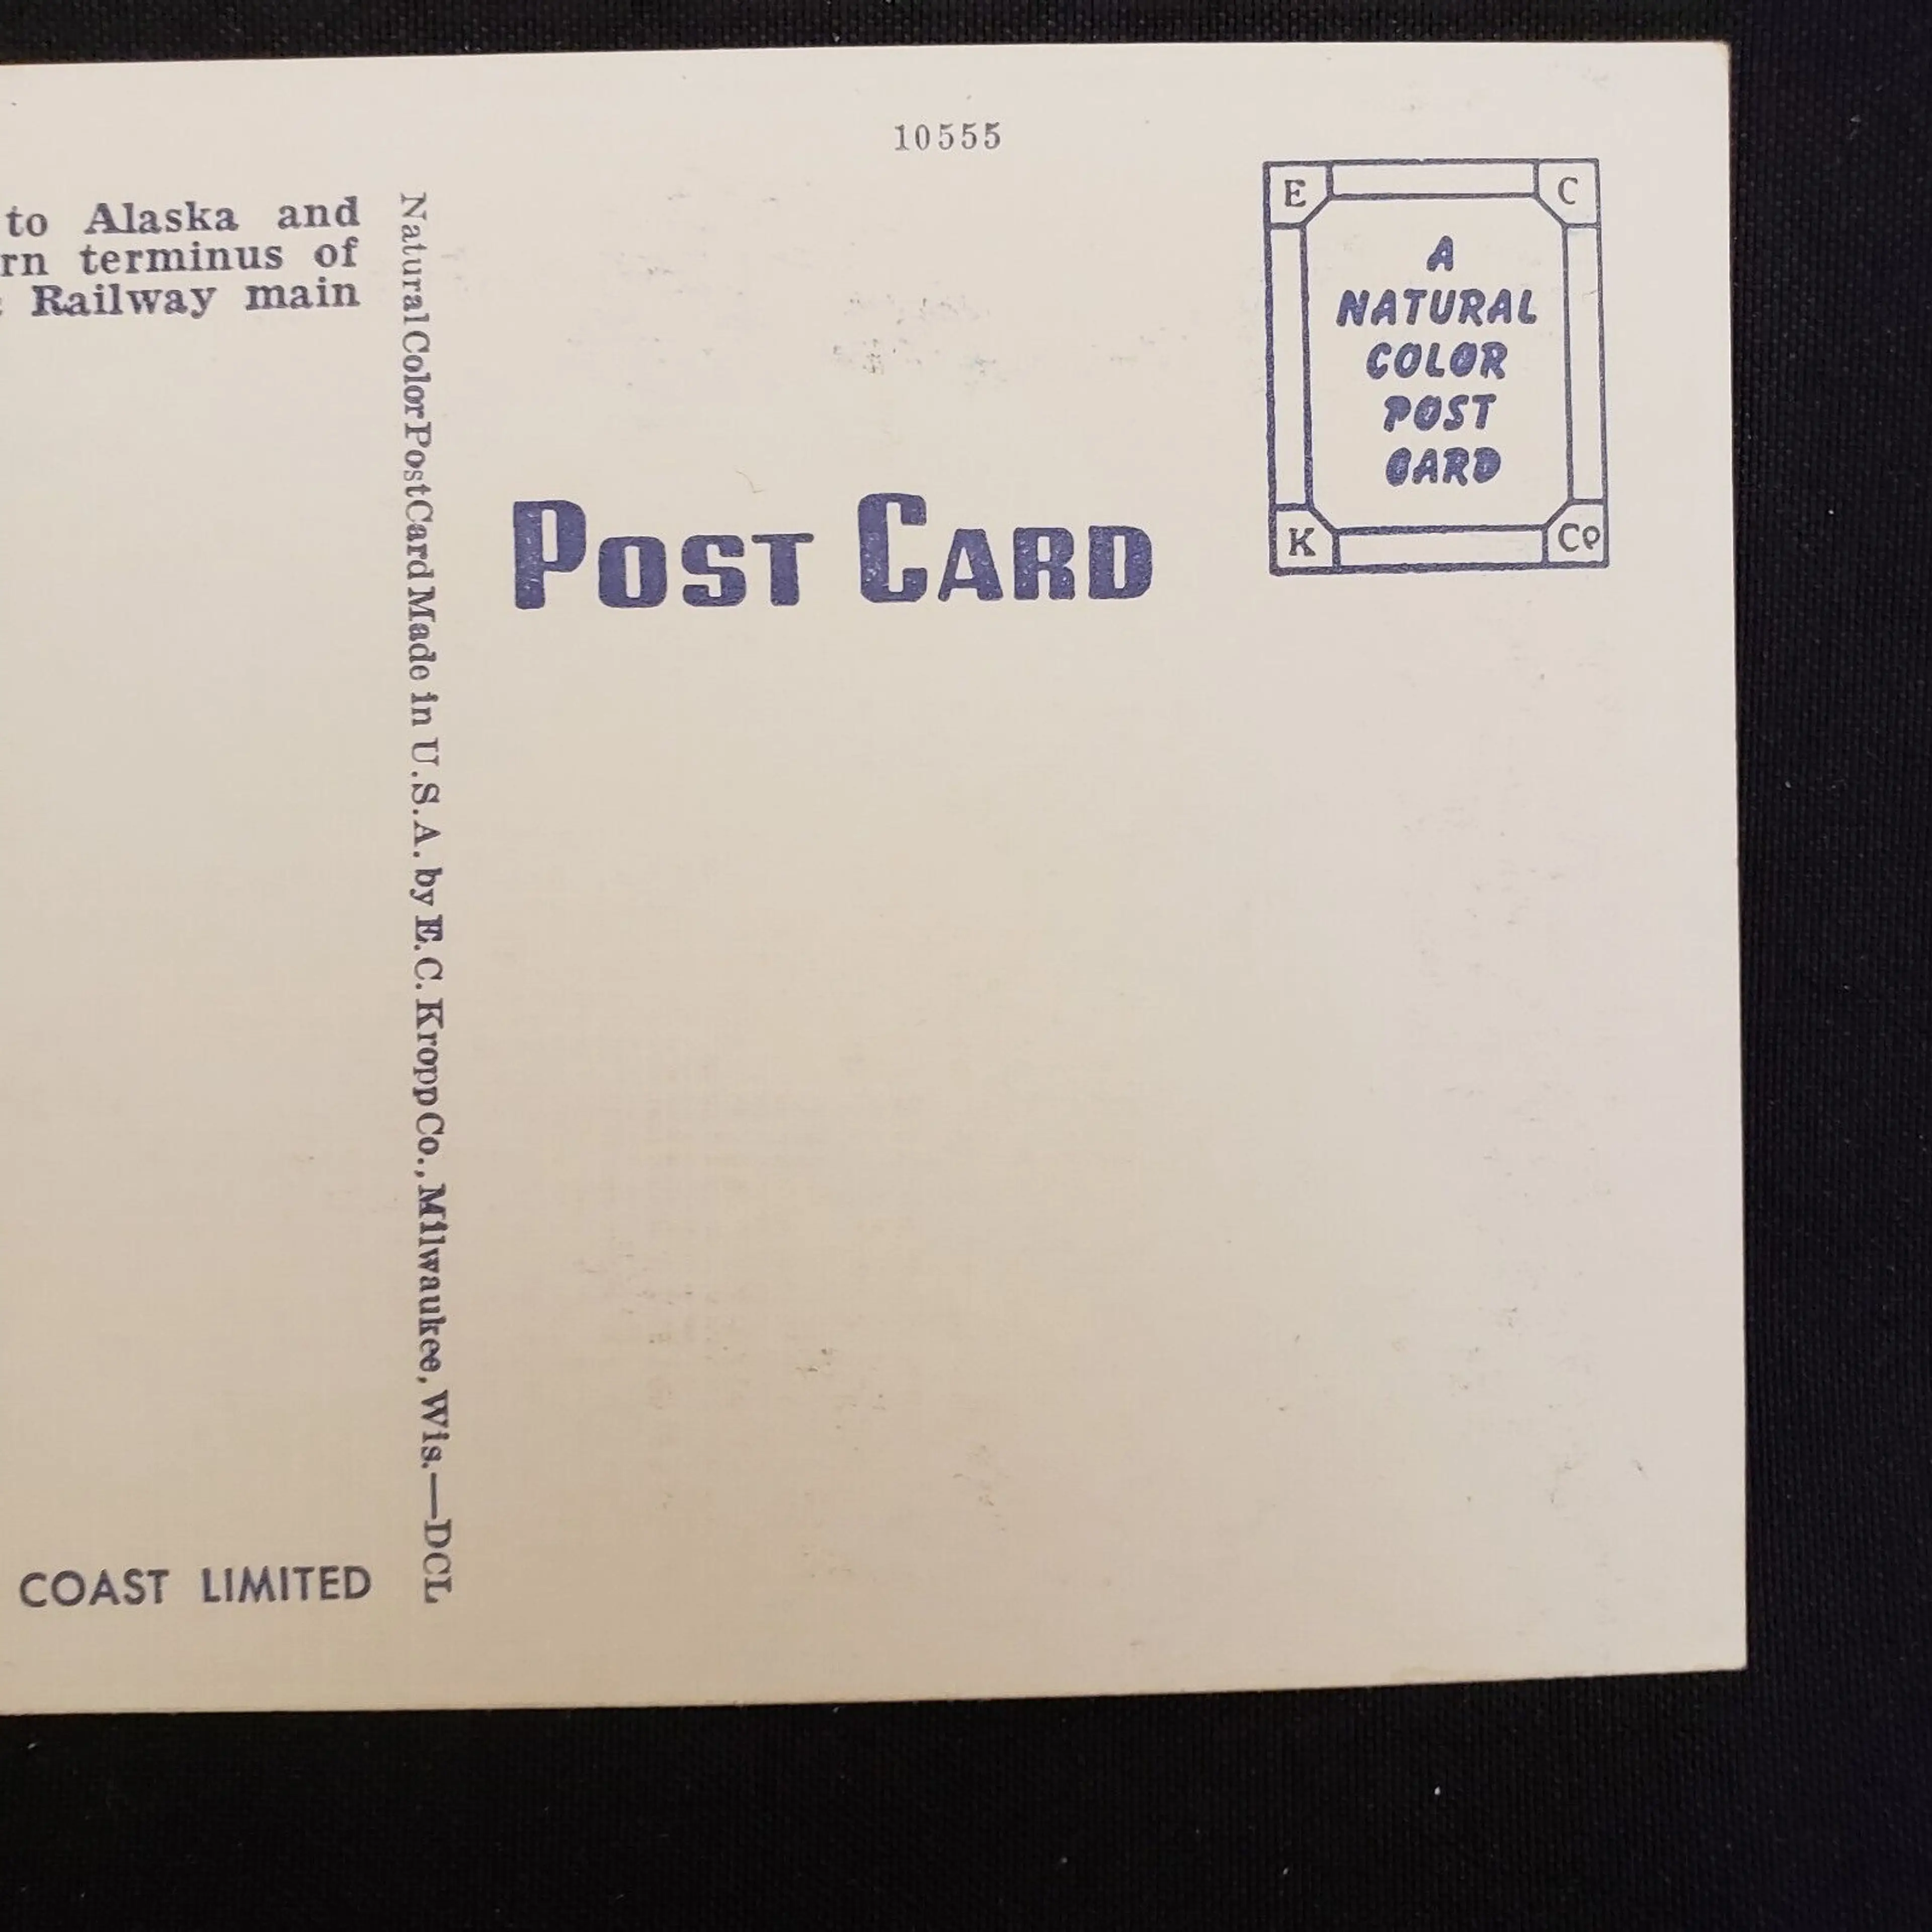 to Alaska and
rn terminus of
Railway main
COAST LIMITED
Natural Color Post Card Made in U.S.A. by E. C. Kropp Co., Milwaukee, Wis.—DCL
10555
POST CARD
E C
A
NATURAL
COLOR
POST
CARD
K Co